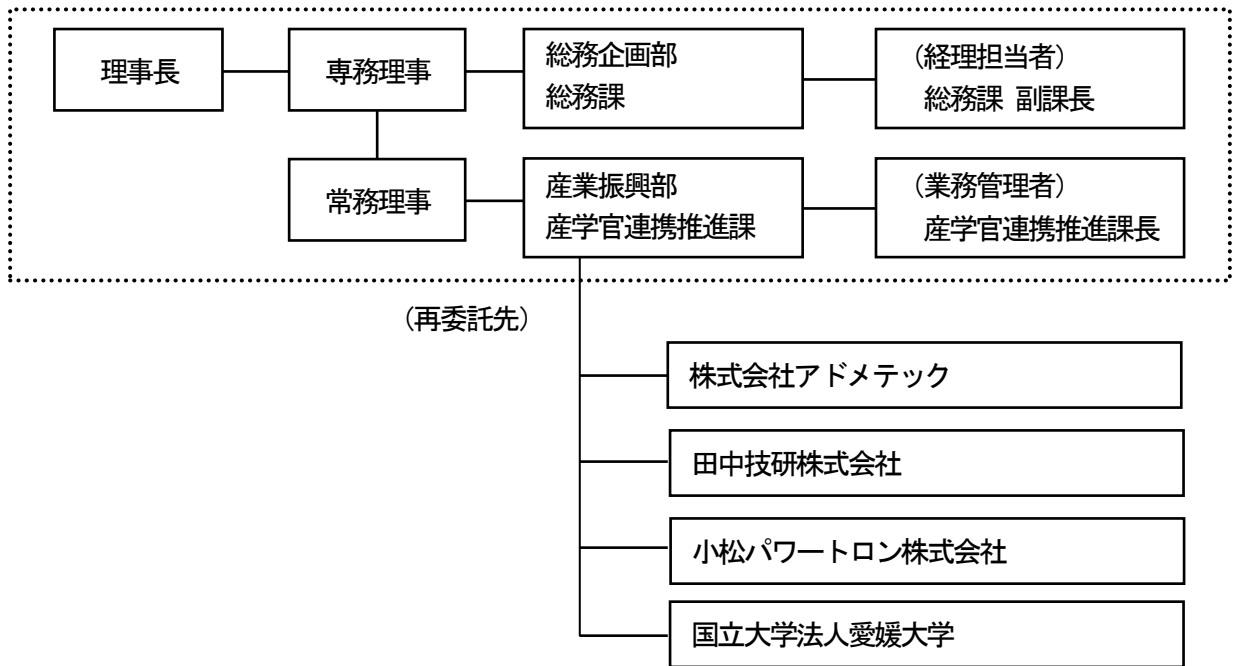 理事長
専務理事
総務企画部
総務課
(経理担当者)
総務課 副課長
常務理事
産業振興部
産学官連携推進課
(業務管理者)
産学官連携推進課長
(再委託先)
株式会社アドメテック
田中技研株式会社
小松パワートロン株式会社
国立大学法人愛媛大学